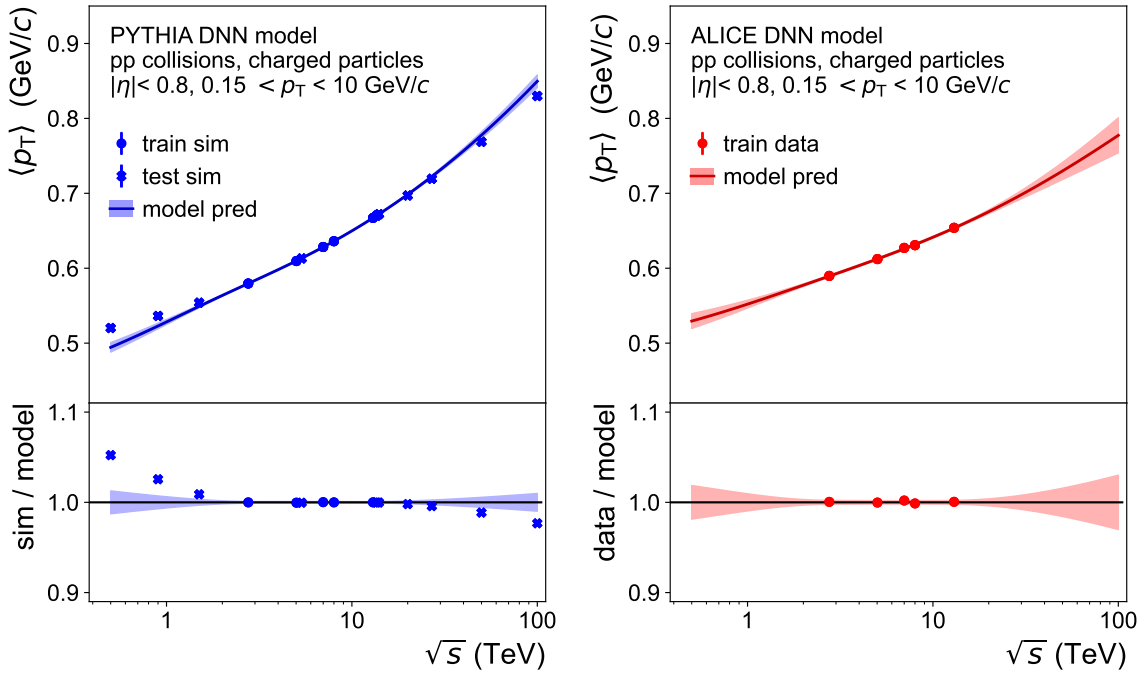 PYTHIA DNN model
pp collisions, charged particles
|η|< 0.8, 0.15 < p_T < 10 GeV/c
train sim
test sim
model pred
⟨p_T⟩ (GeV/c)
0.9
0.8
0.7
0.6
0.5
sim / model
1.1
1.0
0.9
1
10
100
√s (TeV)
ALICE DNN model
pp collisions, charged particles
|η|< 0.8, 0.15 < p_T < 10 GeV/c
train data
model pred
⟨p_T⟩ (GeV/c)
0.9
0.8
0.7
0.6
0.5
data / model
1.1
1.0
0.9
1
10
100
√s (TeV)